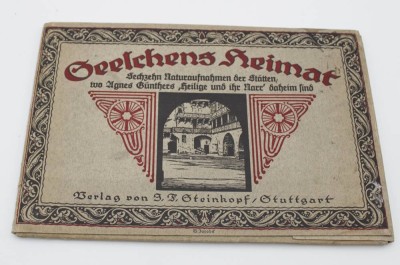 Seelchens Heimat
Sechzehn Naturaufnahmen der Stätten,
wo Agnes Günthers „Heilige und ihr Narr“ daheim sind
Verlag von J. F. Steinkopf / Stuttgart